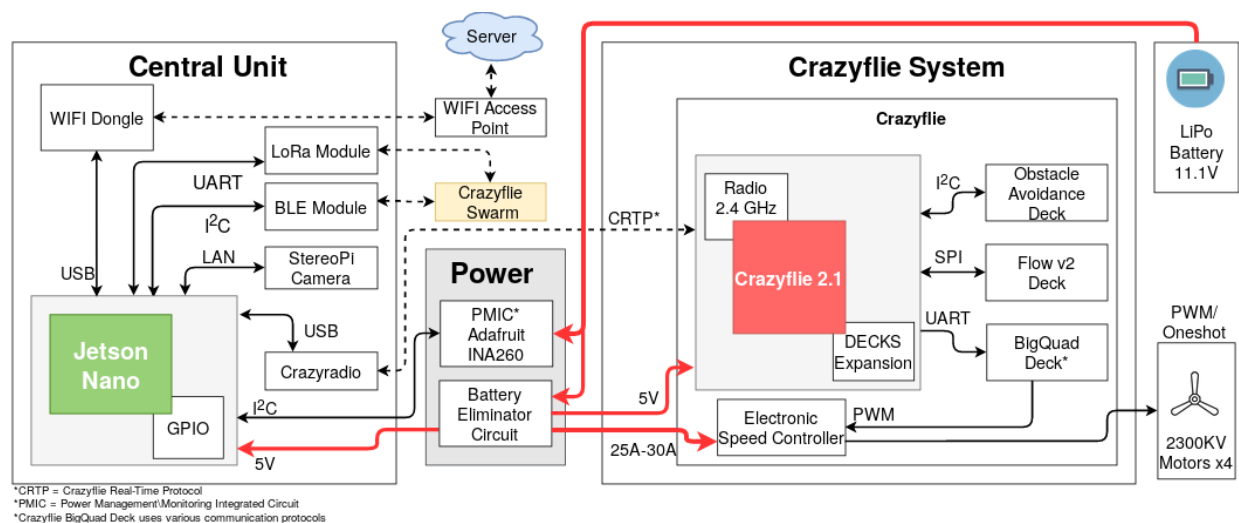 Server
Central Unit
Crazyflie System
WIFI Dongle
WIFI Access
Point
Crazyflie
LiPo
Battery
11.1V
LoRa Module
UART
BLE Module
I²C
Crazyflie
Swarm
Radio
2.4 GHz
I²C
Obstacle
Avoidance
Deck
CRTP*
USB
LAN
StereoPi
Camera
Power
Crazyflie 2.1
SPI
Flow v2
Deck
PMIC*
Adafruit
INA260
USB
Jetson
Nano
Crazyradio
DECKS
Expansion
UART
BigQuad
Deck*
PWM/
Oneshot
GPIO
I²C
Battery
Eliminator
Circuit
5V
Electronic
Speed Controller
PWM
2300KV
Motors x4
5V
25A-30A
*CRTP = Crazyflie Real-Time Protocol
*PMIC = Power Management\Monitoring Integrated Circuit
*Crazyflie BigQuad Deck uses various communication protocols